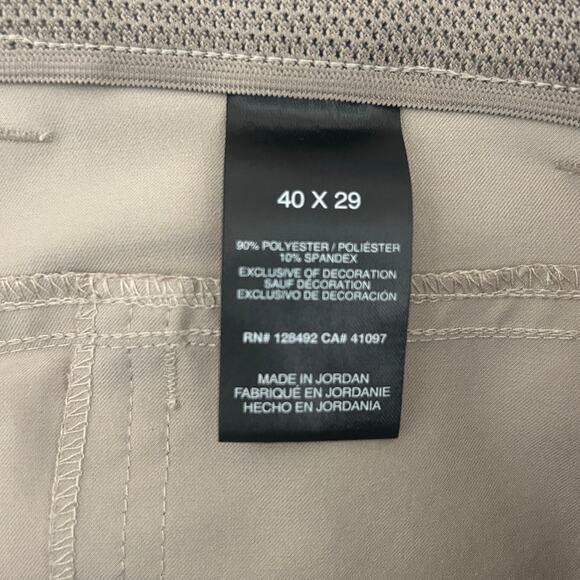 40 X 29
90% POLYESTER / POLIÉSTER
10% SPANDEX
EXCLUSIVE OF DECORATION
SAUF DÉCORATION
EXCLUSIVO DE DECORACIÓN
RN# 128492 CA# 41097
MADE IN JORDAN
FABRIQUÉ EN JORDANIE
HECHO EN JORDANIA